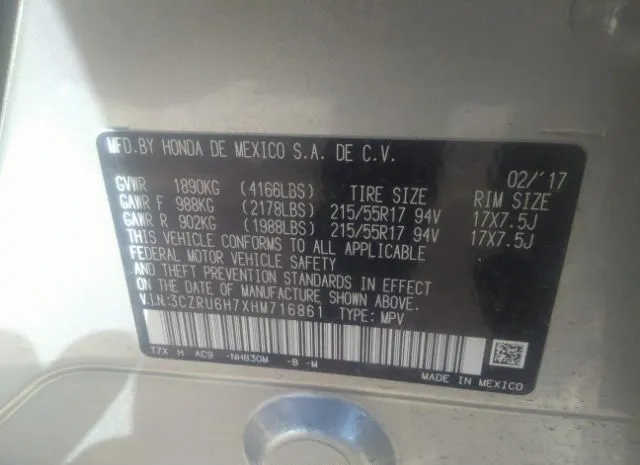 MFD.BY HONDA DE MEXICO S.A. DE C.V.
02/'17
GVWR 1890KG (4166LBS) TIRE SIZE RIM SIZE
GAWR F 988KG (2178LBS) 215/55R17 94V 17X7.5J
GAWR R 902KG (1988LBS) 215/55R17 94V 17X7.5J
THIS VEHICLE CONFORMS TO ALL APPLICABLE
FEDERAL MOTOR VEHICLE SAFETY
AND THEFT PREVENTION STANDARDS IN EFFECT
ON THE DATE OF MANUFACTURE SHOWN ABOVE.
V.I.N:3CZRU6H7XHM716861 TYPE: MPV
T7X H AC9 -NH830M -B -M
MADE IN MEXICO